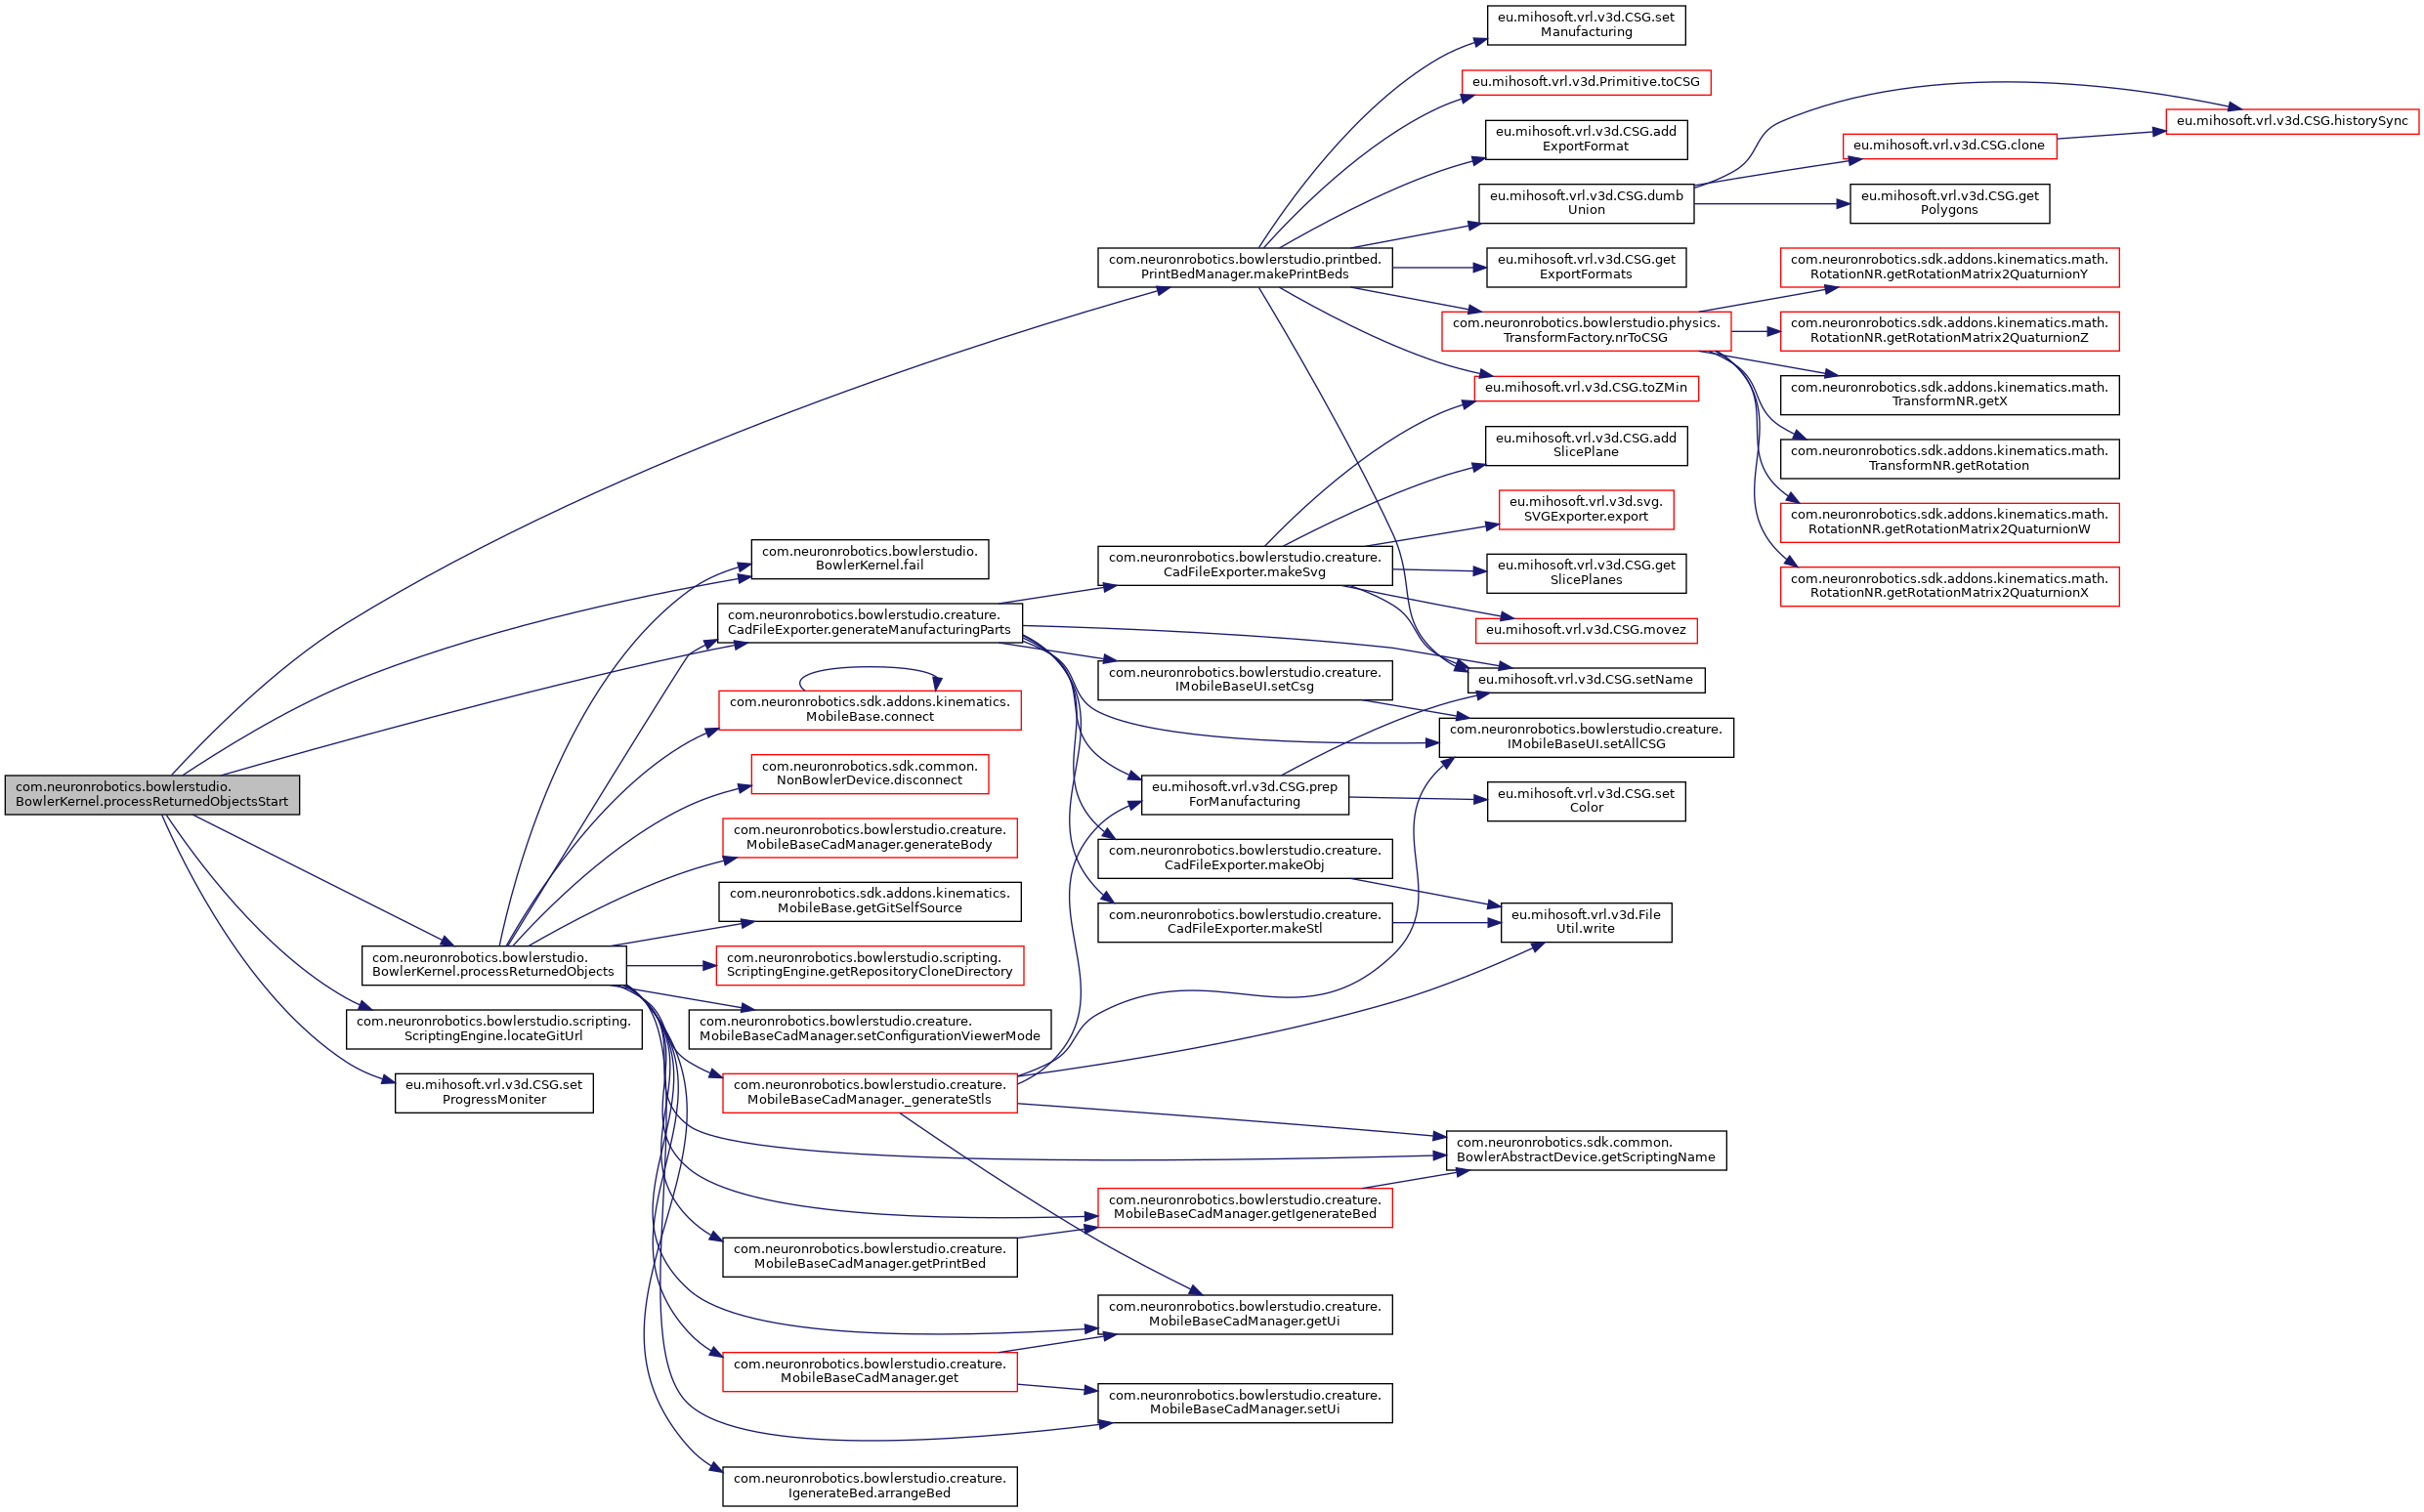 com.neuronrobotics.bowlerstudio.
BowlerKernel.processReturnedObjectsStart
com.neuronrobotics.bowlerstudio.
BowlerKernel.processReturnedObjects
com.neuronrobotics.bowlerstudio.scripting.
ScriptingEngine.locateGitUrl
eu.mihosoft.vrl.v3d.CSG.set
ProgressMoniter
com.neuronrobotics.bowlerstudio.
BowlerKernel.fail
com.neuronrobotics.bowlerstudio.creature.
CadFileExporter.generateManufacturingParts
com.neuronrobotics.sdk.addons.kinematics.
MobileBase.connect
com.neuronrobotics.sdk.common.
NonBowlerDevice.disconnect
com.neuronrobotics.bowlerstudio.creature.
MobileBaseCadManager.generateBody
com.neuronrobotics.sdk.addons.kinematics.
MobileBase.getGitSelfSource
com.neuronrobotics.bowlerstudio.scripting.
ScriptingEngine.getRepositoryCloneDirectory
com.neuronrobotics.bowlerstudio.creature.
MobileBaseCadManager.setConfigurationViewerMode
com.neuronrobotics.bowlerstudio.creature.
MobileBaseCadManager._generateStls
com.neuronrobotics.bowlerstudio.creature.
MobileBaseCadManager.getPrintBed
com.neuronrobotics.bowlerstudio.creature.
MobileBaseCadManager.get
com.neuronrobotics.bowlerstudio.creature.
IgenerateBed.arrangeBed
com.neuronrobotics.bowlerstudio.printbed.
PrintBedManager.makePrintBeds
com.neuronrobotics.bowlerstudio.creature.
CadFileExporter.makeSvg
com.neuronrobotics.bowlerstudio.creature.
IMobileBaseUI.setCsg
eu.mihosoft.vrl.v3d.CSG.prep
ForManufacturing
com.neuronrobotics.bowlerstudio.creature.
CadFileExporter.makeObj
com.neuronrobotics.bowlerstudio.creature.
CadFileExporter.makeStl
com.neuronrobotics.bowlerstudio.creature.
MobileBaseCadManager.getIgenerateBed
com.neuronrobotics.bowlerstudio.creature.
MobileBaseCadManager.getUi
com.neuronrobotics.bowlerstudio.creature.
MobileBaseCadManager.setUi
eu.mihosoft.vrl.v3d.CSG.set
Manufacturing
eu.mihosoft.vrl.v3d.Primitive.toCSG
eu.mihosoft.vrl.v3d.CSG.add
ExportFormat
eu.mihosoft.vrl.v3d.CSG.dumb
Union
eu.mihosoft.vrl.v3d.CSG.get
ExportFormats
com.neuronrobotics.bowlerstudio.physics.
TransformFactory.nrToCSG
eu.mihosoft.vrl.v3d.CSG.toZMin
eu.mihosoft.vrl.v3d.CSG.add
SlicePlane
eu.mihosoft.vrl.v3d.svg.
SVGExporter.export
eu.mihosoft.vrl.v3d.CSG.get
SlicePlanes
eu.mihosoft.vrl.v3d.CSG.movez
eu.mihosoft.vrl.v3d.CSG.setName
com.neuronrobotics.bowlerstudio.creature.
IMobileBaseUI.setAllCSG
eu.mihosoft.vrl.v3d.CSG.set
Color
eu.mihosoft.vrl.v3d.File
Util.write
com.neuronrobotics.sdk.common.
BowlerAbstractDevice.getScriptingName
eu.mihosoft.vrl.v3d.CSG.clone
eu.mihosoft.vrl.v3d.CSG.get
Polygons
com.neuronrobotics.sdk.addons.kinematics.math.
RotationNR.getRotationMatrix2QuaturnionY
com.neuronrobotics.sdk.addons.kinematics.math.
RotationNR.getRotationMatrix2QuaturnionZ
com.neuronrobotics.sdk.addons.kinematics.math.
TransformNR.getX
com.neuronrobotics.sdk.addons.kinematics.math.
TransformNR.getRotation
com.neuronrobotics.sdk.addons.kinematics.math.
RotationNR.getRotationMatrix2QuaturnionW
com.neuronrobotics.sdk.addons.kinematics.math.
RotationNR.getRotationMatrix2QuaturnionX
eu.mihosoft.vrl.v3d.CSG.historySync